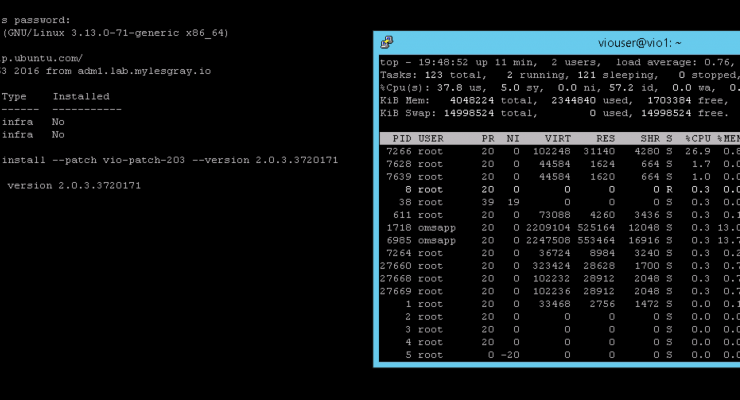 s password:
(GNU/Linux 3.13.0-71-generic x86_64)
p.ubuntu.com/
3 2016 from adm1.lab.mylesgray.io
Type Installed
------ -----------
infra No
infra No
install --patch vio-patch-203 --version 2.0.3.3720171
version 2.0.3.3720171
viouser@vio1: ~
top - 19:48:52 up 11 min, 2 users, load average: 0.76,
Tasks: 123 total, 2 running, 121 sleeping, 0 stopped,
%Cpu(s): 37.8 us, 5.0 sy, 0.0 ni, 57.2 id, 0.0 wa, 0.
KiB Mem: 4048224 total, 2344840 used, 1703384 free,
KiB Swap: 14998524 total, 0 used, 14998524 free.
PID USER PR NI VIRT RES SHR S %CPU %MEM
7266 root 20 0 102248 31140 4280 S 26.9 0.8
7628 root 20 0 44584 1624 664 S 1.7 0.0
7639 root 20 0 44584 1620 664 S 1.0 0.0
8 root 20 0 0 0 0 R 0.3 0.0
38 root 39 19 0 0 0 S 0.3 0.0
611 root 20 0 73088 4260 3436 S 0.3 0.1
1718 omsapp 20 0 2209104 525164 12048 S 0.3 13.0
6985 omsapp 20 0 2247508 553464 16916 S 0.3 13.7
7264 root 20 0 36724 8984 3240 S 0.3 0.2
27660 root 20 0 323424 28628 1700 S 0.3 0.7
27668 root 20 0 102232 28912 2048 S 0.3 0.7
27669 root 20 0 102236 28912 2048 S 0.3 0.7
1 root 20 0 33468 2756 1472 S 0.0 0.1
2 root 20 0 0 0 0 S 0.0 0.0
3 root 20 0 0 0 0 S 0.0 0.0
4 root 20 0 0 0 0 S 0.0 0.0
5 root 0 -20 0 0 0 S 0.0 0.0